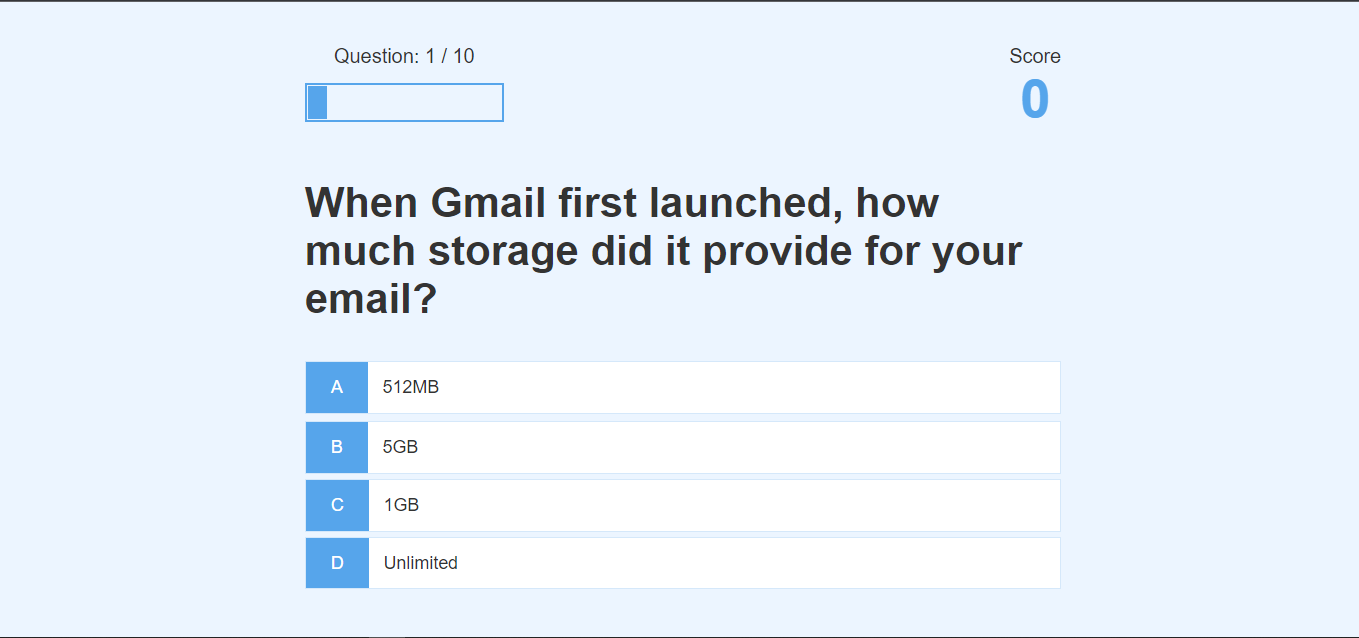 Question: 1 / 10
Score
0
When Gmail first launched, how
much storage did it provide for your
email?
A 512MB
B 5GB
C 1GB
D Unlimited